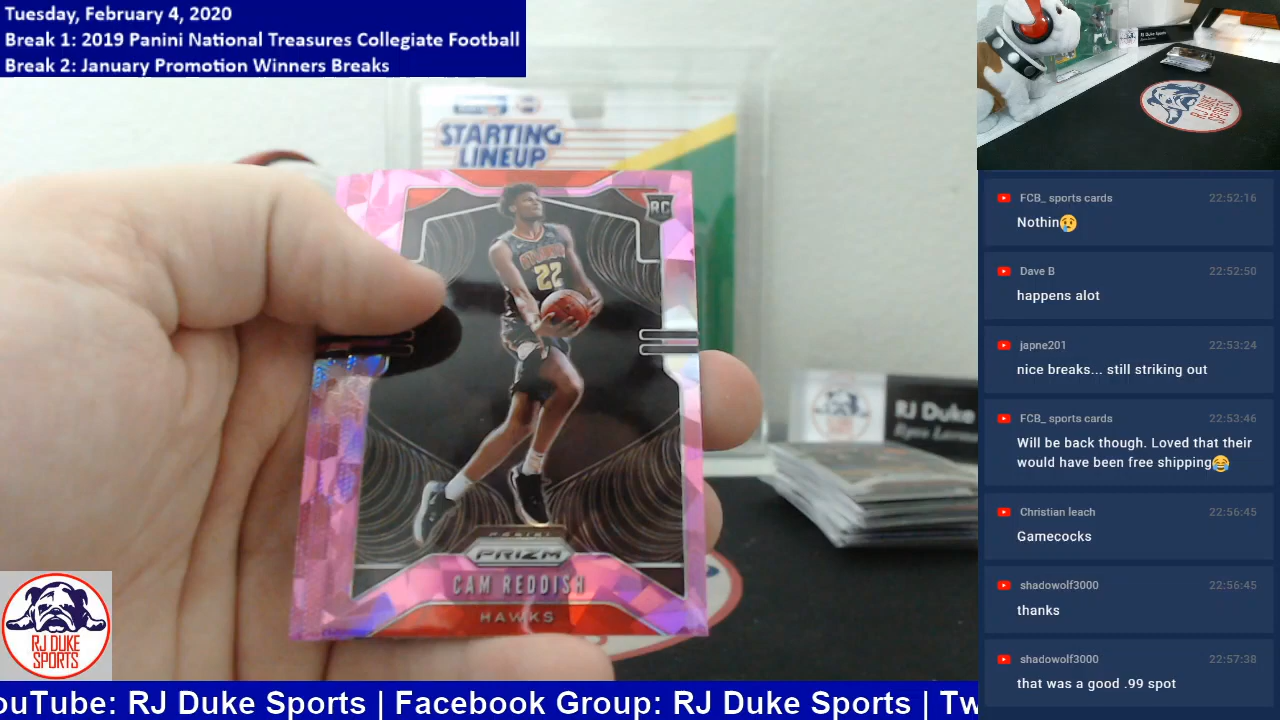 Tuesday, February 4, 2020
Break 1: 2019 Panini National Treasures Collegiate Football
Break 2: January Promotion Winners Breaks
STARTING
LINEUP
RC
22
PANINI
PRIZM
CAM REDDISH
HAWKS
RJ Duke
RJ DUKE
SPORTS
FCB_ sports cards 22:52:16
Nothin😢
Dave B 22:52:50
happens alot
japne201 22:53:24
nice breaks... still striking out
FCB_ sports cards 22:53:46
Will be back though. Loved that their
would have been free shipping😂
Christian leach 22:56:45
Gamecocks
shadowolf3000 22:56:45
thanks
shadowolf3000 22:57:38
that was a good .99 spot
RJ DUKE
SPORTS
ouTube: RJ Duke Sports | Facebook Group: RJ Duke Sports | Tw